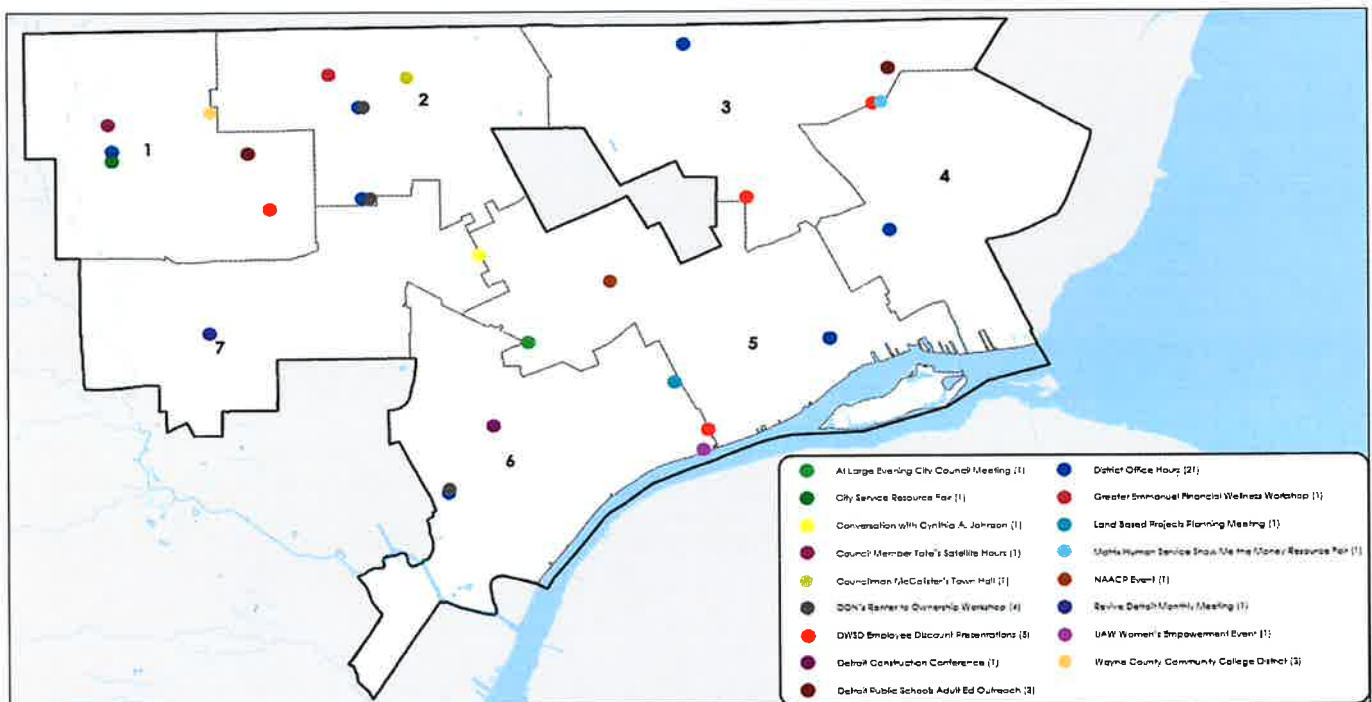 1
2
3
4
5
6
7
At Large Evening City Council Meeting (1)
City Service Resource Fair (1)
Conversation with Cynthia A. Johnson (1)
Council Member Tate's Satellite Hours (1)
Councilman McCalister's Town Hall (1)
DON's Renter to Ownership Workshop (4)
DWSD Employee Discount Presentations (5)
Detroit Construction Conference (1)
Detroit Public Schools Adult Ed Outreach (2)
District Office Hours (21)
Greater Emmanuel Financial Wellness Workshop (1)
Land Based Projects Planning Meeting (1)
Matrix Human Service Show Me the Money Resource Fair (1)
NAACP Event (1)
Revive Detroit Monthly Meeting (1)
UAW Women's Empowerment Event (1)
Wayne County Community College District (3)